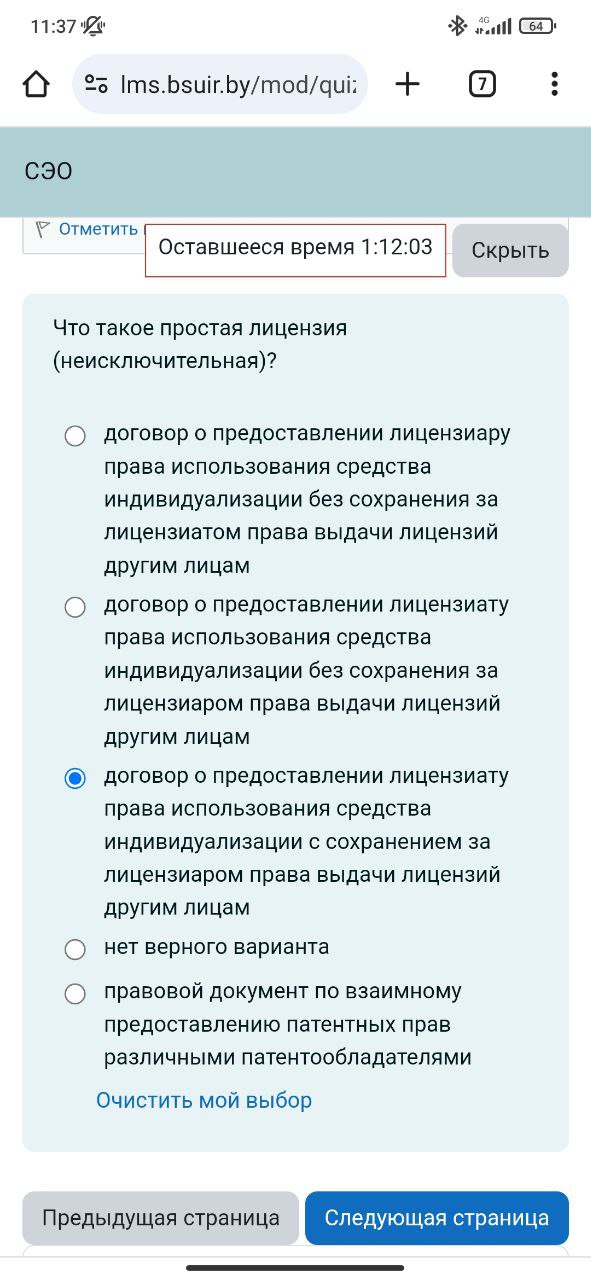 11:37
4G
64
lms.bsuir.by/mod/qui
7
СЭО
Отметить
Оставшееся время 1:12:03
Скрыть
Что такое простая лицензия
(неисключительная)?
договор о предоставлении лицензиару
права использования средства
индивидуализации без сохранения за
лицензиатом права выдачи лицензий
другим лицам
договор о предоставлении лицензиату
права использования средства
индивидуализации без сохранения за
лицензиаром права выдачи лицензий
другим лицам
договор о предоставлении лицензиату
права использования средства
индивидуализации с сохранением за
лицензиаром права выдачи лицензий
другим лицам
нет верного варианта
правовой документ по взаимному
предоставлению патентных прав
различными патентообладателями
Очистить мой выбор
Предыдущая страница
Следующая страница